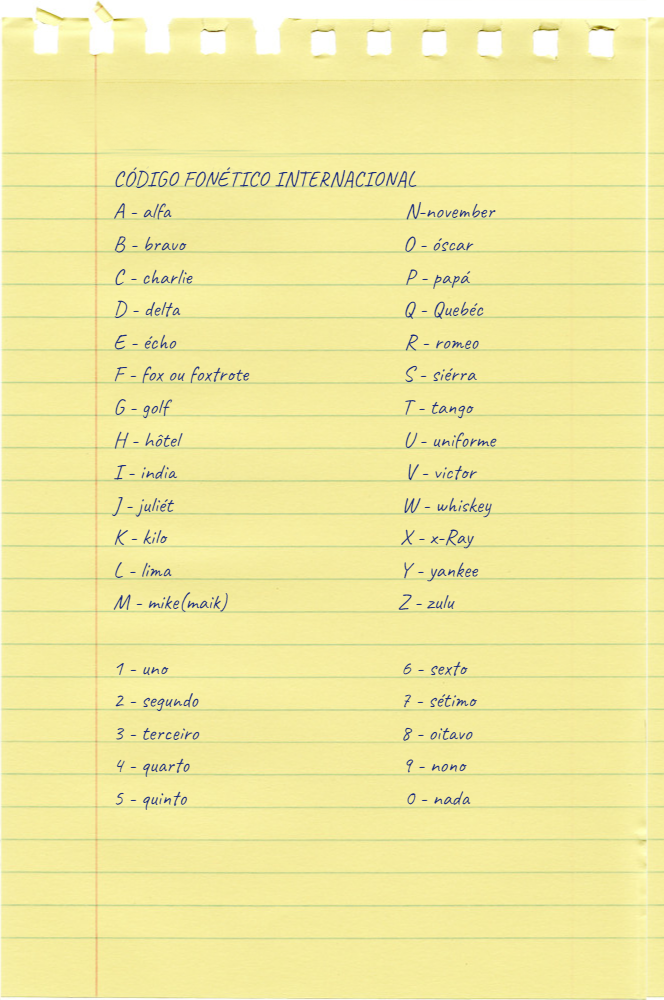 CÓDIGO FONÉTICO INTERNACIONAL
A - alfa
B - bravo
C - charlie
D - delta
E - écho
F - fox ou foxtrote
G - golf
H - hôtel
I - india
J - juliét
K - kilo
L - lima
M - mike(maik)
N-november
O - óscar
P - papá
Q - Quebéc
R - romeo
S - siérra
T - tango
U - uniforme
V - victor
W - whiskey
X - x-Ray
Y - yankee
Z - zulu
1 - uno
2 - segundo
3 - terceiro
4 - quarto
5 - quinto
6 - sexto
7 - sétimo
8 - oitavo
9 - nono
0 - nada